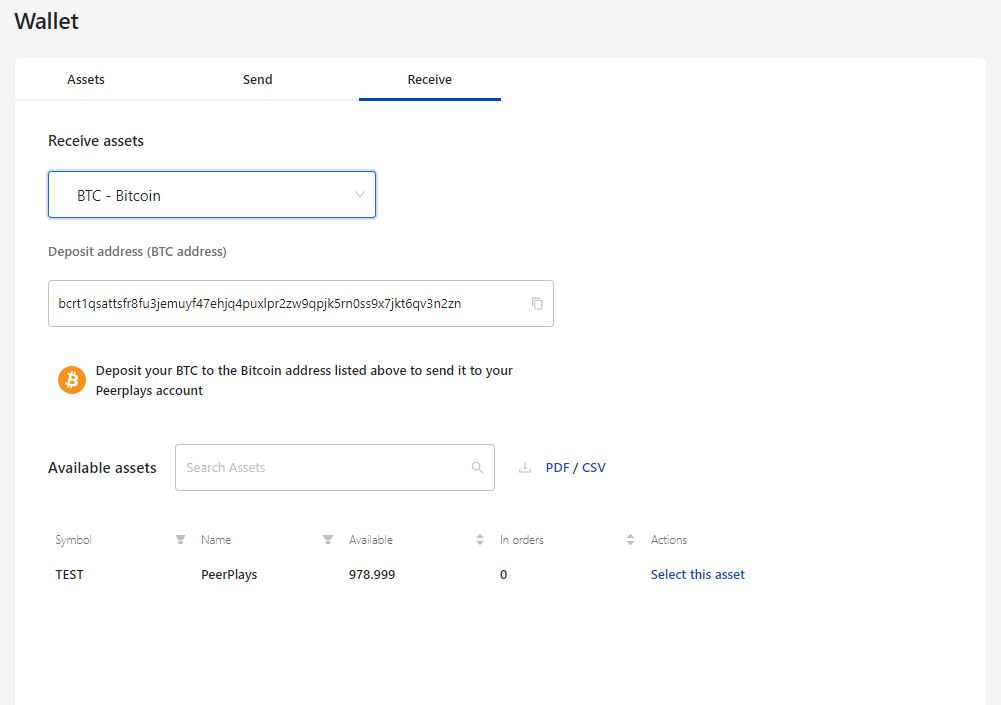 Wallet
Assets Send Receive
Receive assets
BTC - Bitcoin
Deposit address (BTC address)
bcrt1qsattsfr8fu3jemuyf47ehjq4puxlpr2zw9qpjk5rn0ss9x7jkt6qv3n2zn
Deposit your BTC to the Bitcoin address listed above to send it to your
Peerplays account
Available assets Search Assets PDF / CSV
Symbol Name Available In orders Actions
TEST PeerPlays 978.999 0 Select this asset